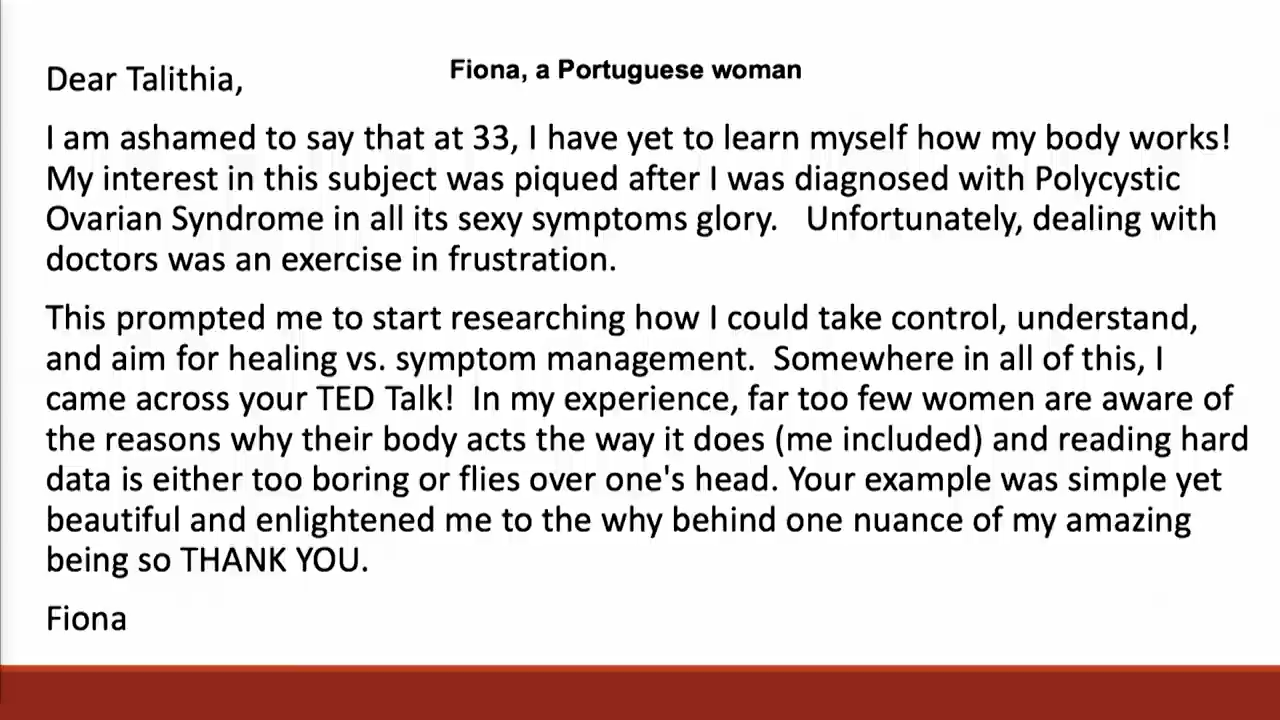 Dear Talithia,
Fiona, a Portuguese woman
I am ashamed to say that at 33, I have yet to learn myself how my body works!
My interest in this subject was piqued after I was diagnosed with Polycystic
Ovarian Syndrome in all its sexy symptoms glory.   Unfortunately, dealing with
doctors was an exercise in frustration.
This prompted me to start researching how I could take control, understand,
and aim for healing vs. symptom management.  Somewhere in all of this, I
came across your TED Talk!  In my experience, far too few women are aware of
the reasons why their body acts the way it does (me included) and reading hard
data is either too boring or flies over one's head. Your example was simple yet
beautiful and enlightened me to the why behind one nuance of my amazing
being so THANK YOU.
Fiona